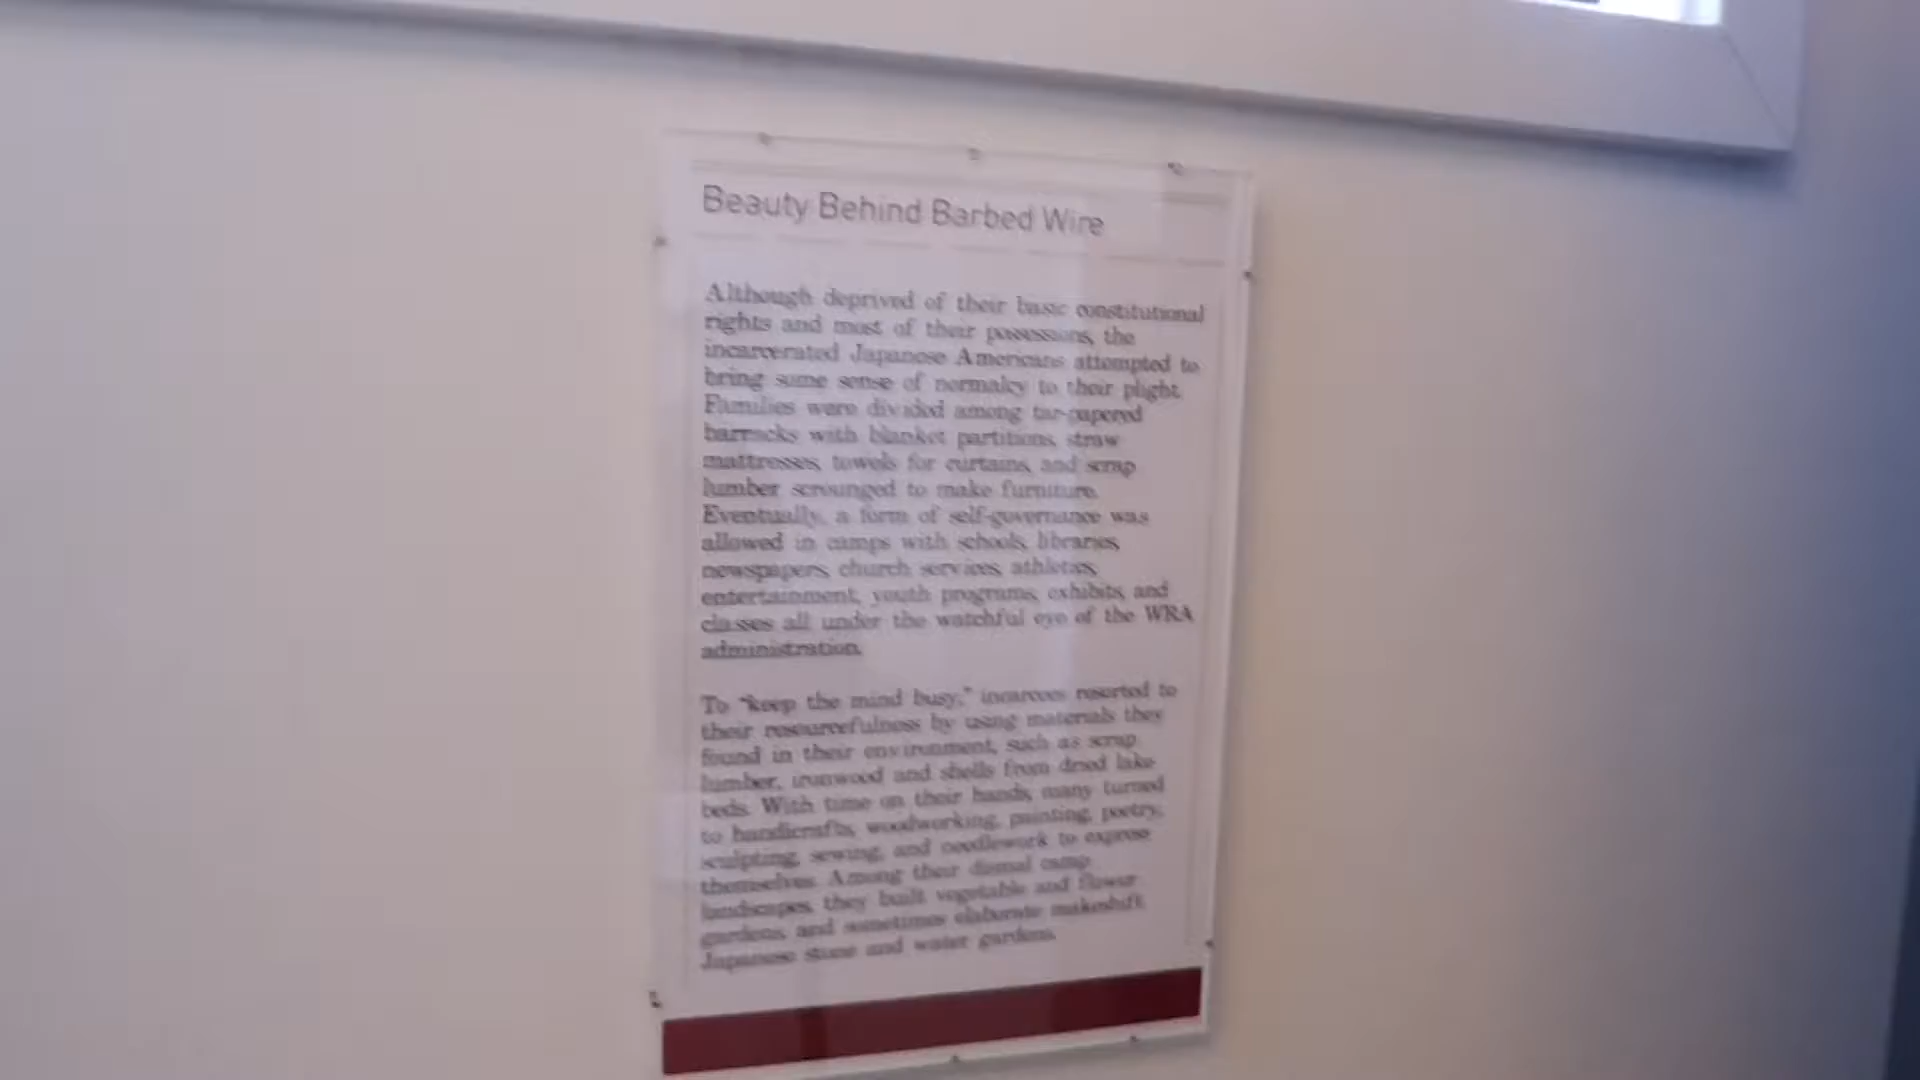 Beauty Behind Barbed Wire
Although deprived of their basic constitutional
rights and most of their possessions, the
incarcerated Japanese Americans attempted to
bring some sense of normalcy to their plight.
Families were divided among tar-papered
barracks with blanket partitions, straw
mattresses, towels for curtains, and scrap
lumber scrounged to make furniture.
Eventually, a form of self-governance was
allowed in camps with schools, libraries,
newspapers, church services, athletics,
entertainment, youth programs, exhibits, and
classes all under the watchful eye of the WRA
administration.
To "keep the mind busy," incarcees resorted to
their resourcefulness by using materials they
found in their environment, such as scrap
lumber, ironwood and shells from dried lake
beds. With time on their hands, many turned
to handicrafts, woodworking, painting, poetry,
sculpting, sewing, and needlework to express
themselves. Among their dismal camp
landscapes, they built vegetable and flower
gardens, and sometimes elaborate makeshift
Japanese stone and water gardens.